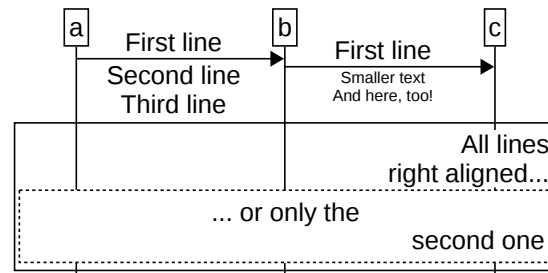 a b c
First line
Second line
Third line
First line
Smaller text
And here, too!
All lines
right aligned...
... or only the
second one